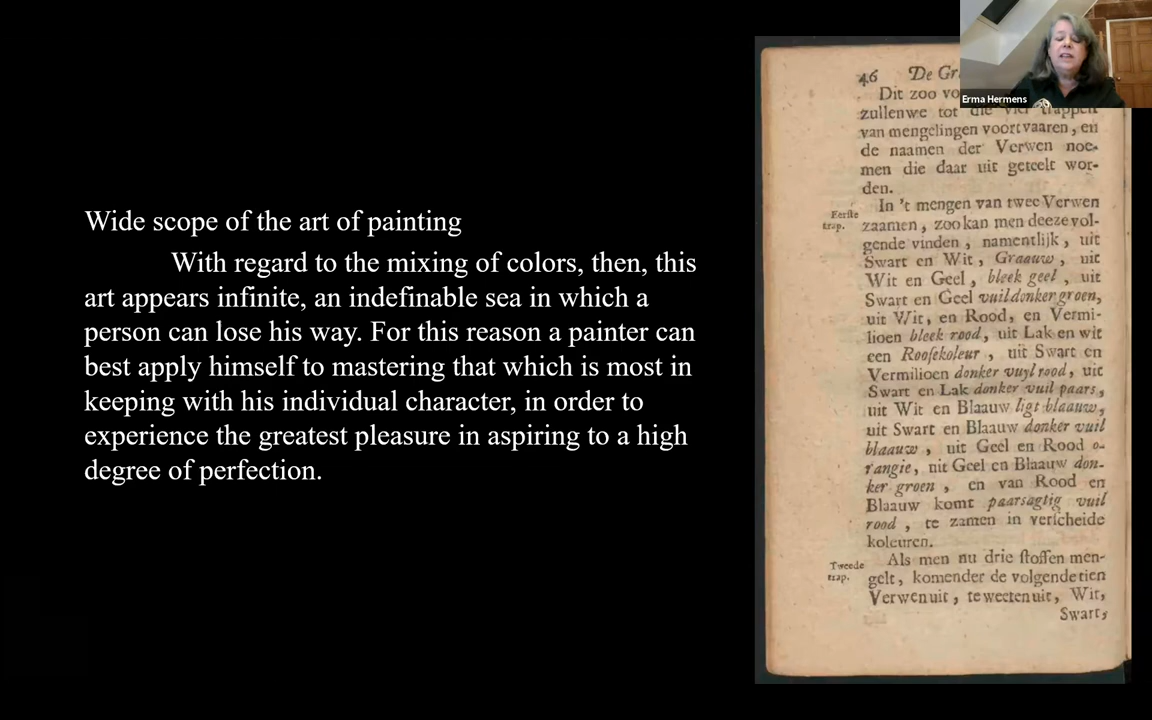 Wide scope of the art of painting
With regard to the mixing of colors, then, this
art appears infinite, an indefinable sea in which a
person can lose his way. For this reason a painter can
best apply himself to mastering that which is most in
keeping with his individual character, in order to
experience the greatest pleasure in aspiring to a high
degree of perfection.
Erma Hermens
46 De
Dit zoo
zullenwe tot die vier trappen
van mengelingen voortvaaren, en
de naamen der Verwen noe-
men die daar uit geteelt wor-
den.
Eerste
trap.
In 't mengen van twee Verwen
zaamen, zoo kan men deeze vol-
gende vinden, namentlijk, uit
Swart en Wit, Graauw, uit
Wit en Geel, bleek geel, uit
Swart en Geel vuil donker groen,
uit Wit, en Rood, en Vermi-
lioen bleek rood, uit Lak en wit
een Rooſekoleur, uit Swart en
Vermilioen donker vuyl rood, uit
Swart en Lak donker vuil paars,
uit Wit en Blaauw ligt blaauw,
uit Swart en Blaauw donker vuil
blaauw, uit Geel en Rood o-
rangie, uit Geel en Blaauw don-
ker groen, en van Rood en
Blaauw komt paarsagtig vuil
rood, te zamen in verſcheide
koleuren.
Tweede
trap.
Als men nu drie ſtoffen men-
gelt, komender de volgende tien
Verwen uit, te weeten uit, Wit,
Swart,